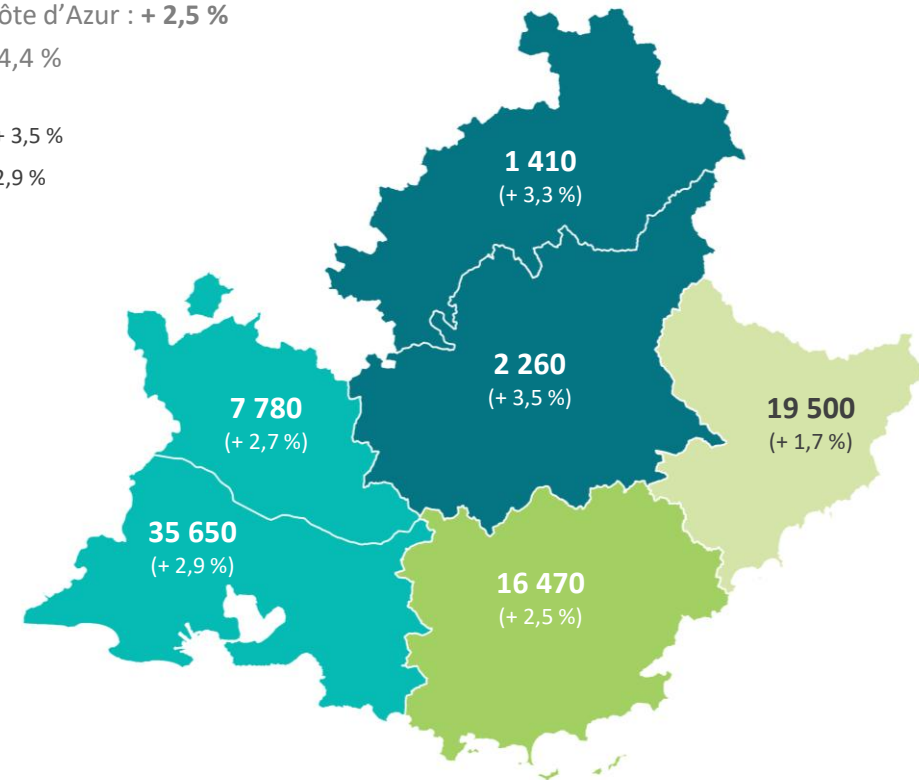 ôte d'Azur : + 2,5 %
4,4 %
+ 3,5 %
2,9 %
1 410
(+ 3,3 %)
2 260
(+ 3,5 %)
7 780
(+ 2,7 %)
19 500
(+ 1,7 %)
35 650
(+ 2,9 %)
16 470
(+ 2,5 %)